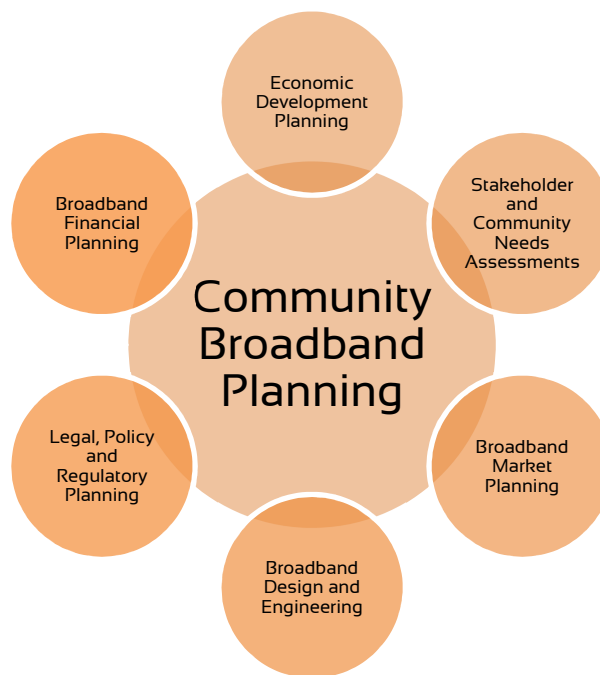 Economic
Development
Planning
Stakeholder
and
Community
Needs
Assessments
Broadband
Market
Planning
Broadband
Design and
Engineering
Legal, Policy
and
Regulatory
Planning
Broadband
Financial
Planning
Community
Broadband
Planning